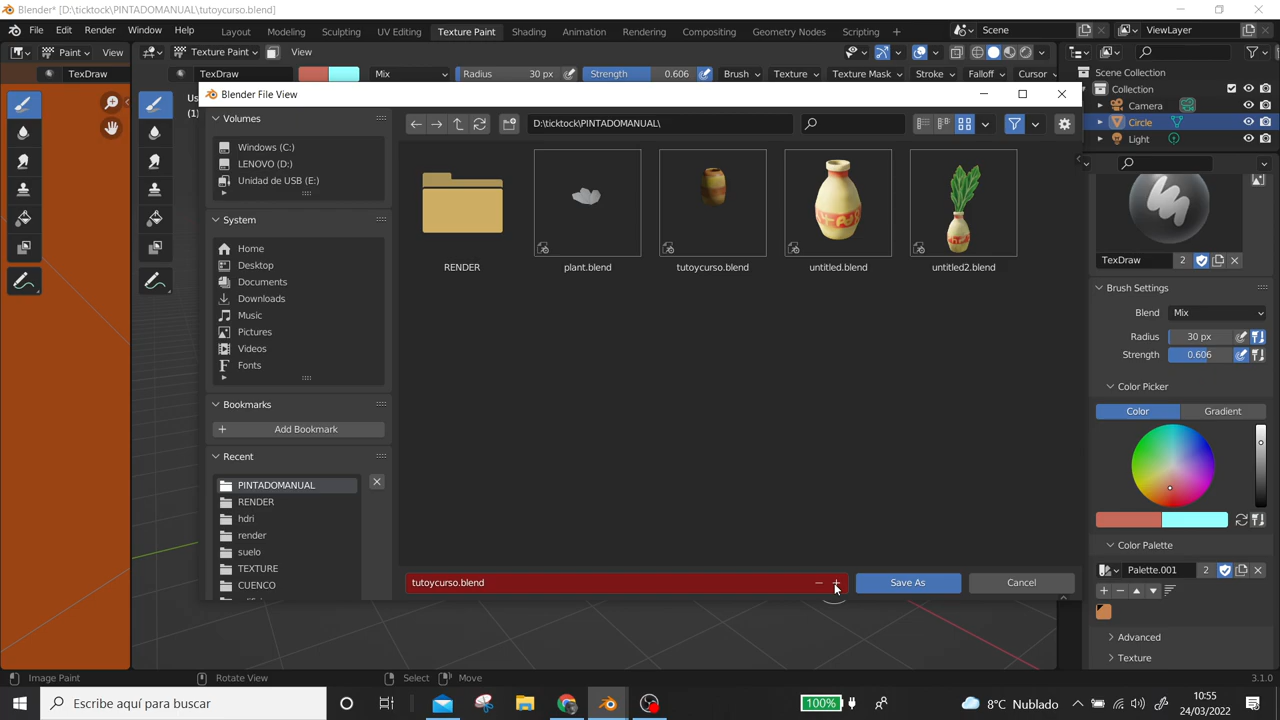 Blender* [D:\ticktock\PINTADOMANUAL\tutoycurso.blend]
File Edit Render Window Help Layout Modeling Sculpting UV Editing Texture Paint Shading Animation Rendering Compositing Geometry Nodes Scripting + Scene ViewLayer
Paint View Texture Paint View
TexDraw TexDraw Mix Radius 30 px Strength 0.606 Brush Texture Texture Mask Stroke Falloff Cursor
Scene Collection
Collection
Camera
Circle
Light
Us
(1)
Blender File View
Volumes
Windows (C:)
LENOVO (D:)
Unidad de USB (E:)
System
Home
Desktop
Documents
Downloads
Music
Pictures
Videos
Fonts
Bookmarks
Add Bookmark
Recent
PINTADOMANUAL
RENDER
hdri
render
suelo
TEXTURE
CUENCO
D:\ticktock\PINTADOMANUAL\
RENDER
plant.blend
tutoycurso.blend
untitled.blend
untitled2.blend
tutoycurso.blend
Save As
Cancel
TexDraw 2
Brush Settings
Blend Mix
Radius 30 px
Strength 0.606
Color Picker
Color Gradient
Color Palette
Palette.001 2
Advanced
Texture
Image Paint Rotate View Select Move 3.1.0
Escribe aquí para buscar
100%
8°C Nublado
10:55
24/03/2022